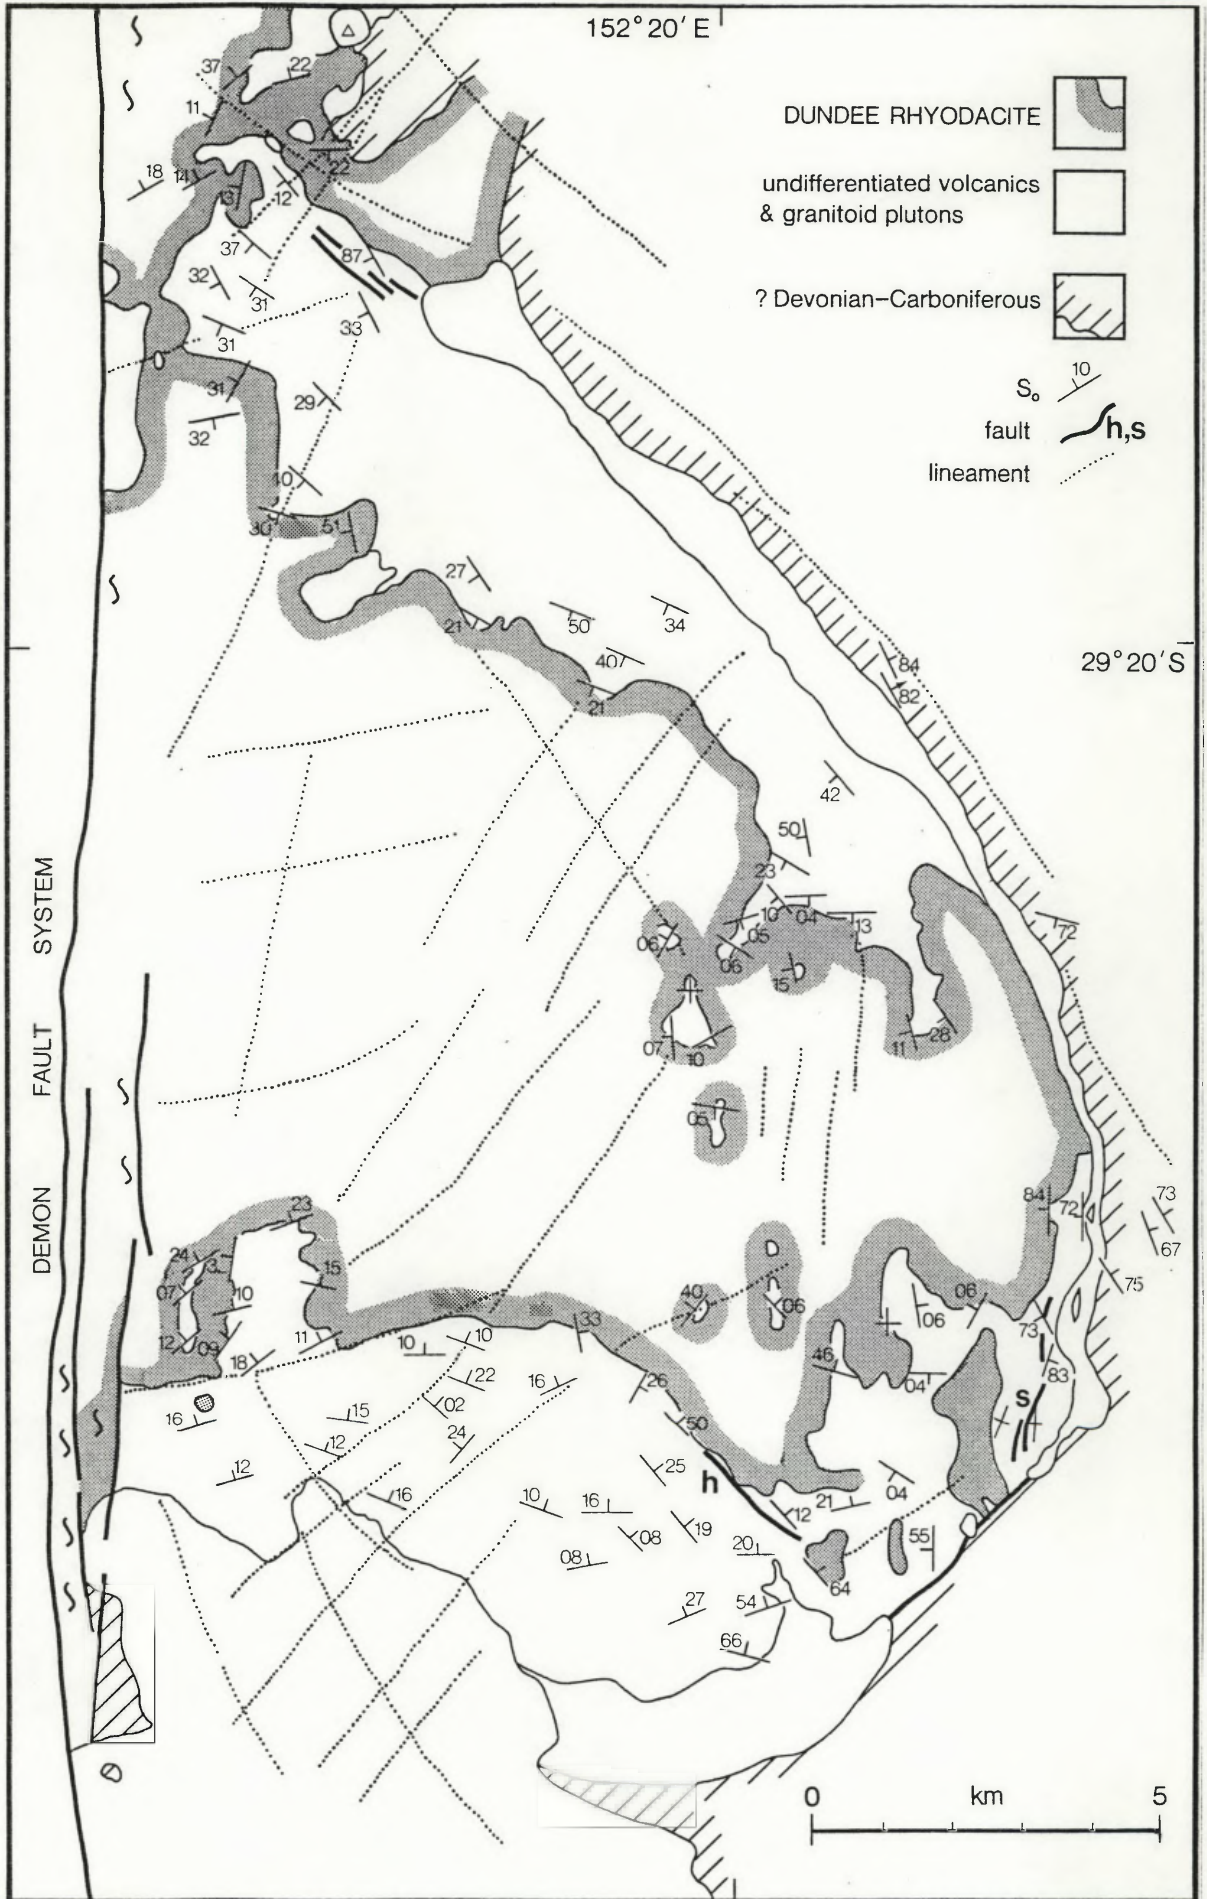 152°20'E
DUNDEE RHYODACITE
undifferentiated volcanics
& granitoid plutons
? Devonian–Carboniferous
10
S₀
fault h,s
lineament
37 22
11
18 14 22
13 12
37 87
32 31
33
31
31
29
32
40
30 51
27
21 50 34
40
21
84
82
29°20'S
42
50
23
10 04 13
06 05 72
06
15
07 10 11 28
05
84 72 73
67
23
24 3
07 15 75
10 40 06 06
06
12 09 11 10 10 33 73
18 46
22 16 26 04 83
02
16 15 50 s
24
12
12 25
h
16 10 16 21 04
12
08 19 20 55
08
64
27 54
66
DEMON FAULT SYSTEM
0 km 5